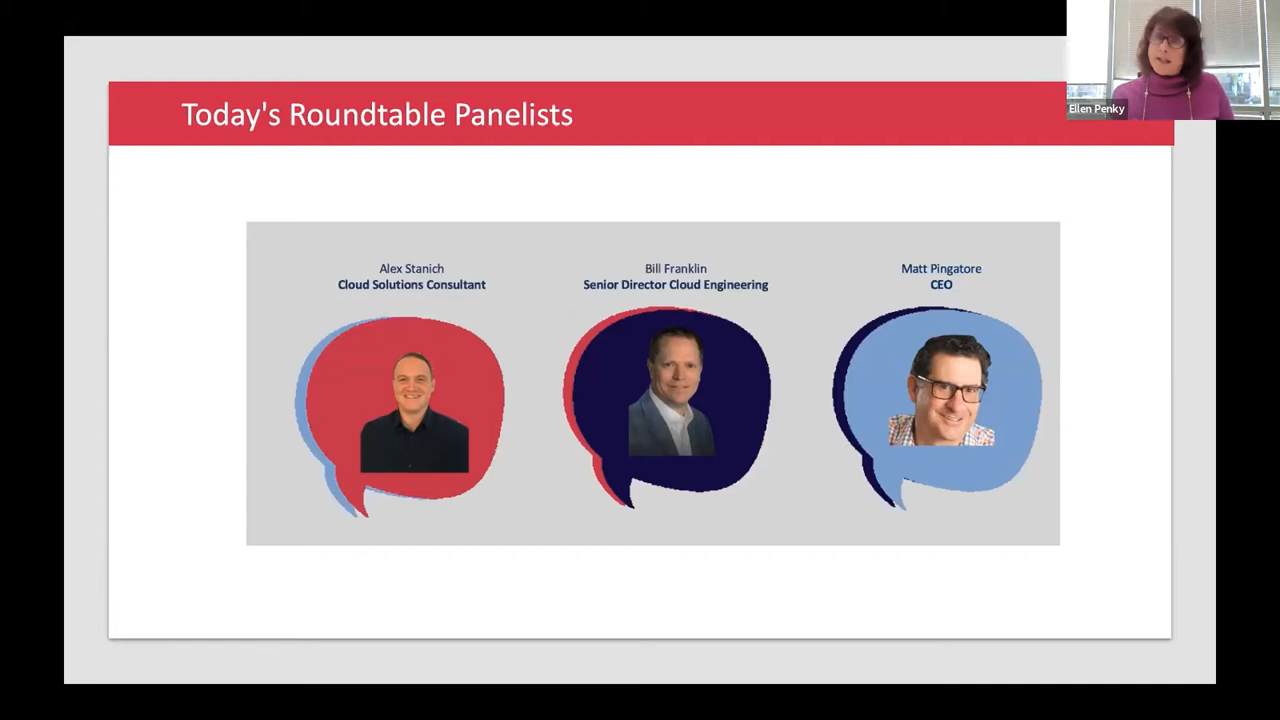 Today's Roundtable Panelists
Ellen Penky
Alex Stanich
Cloud Solutions Consultant
Bill Franklin
Senior Director Cloud Engineering
Matt Pingatore
CEO